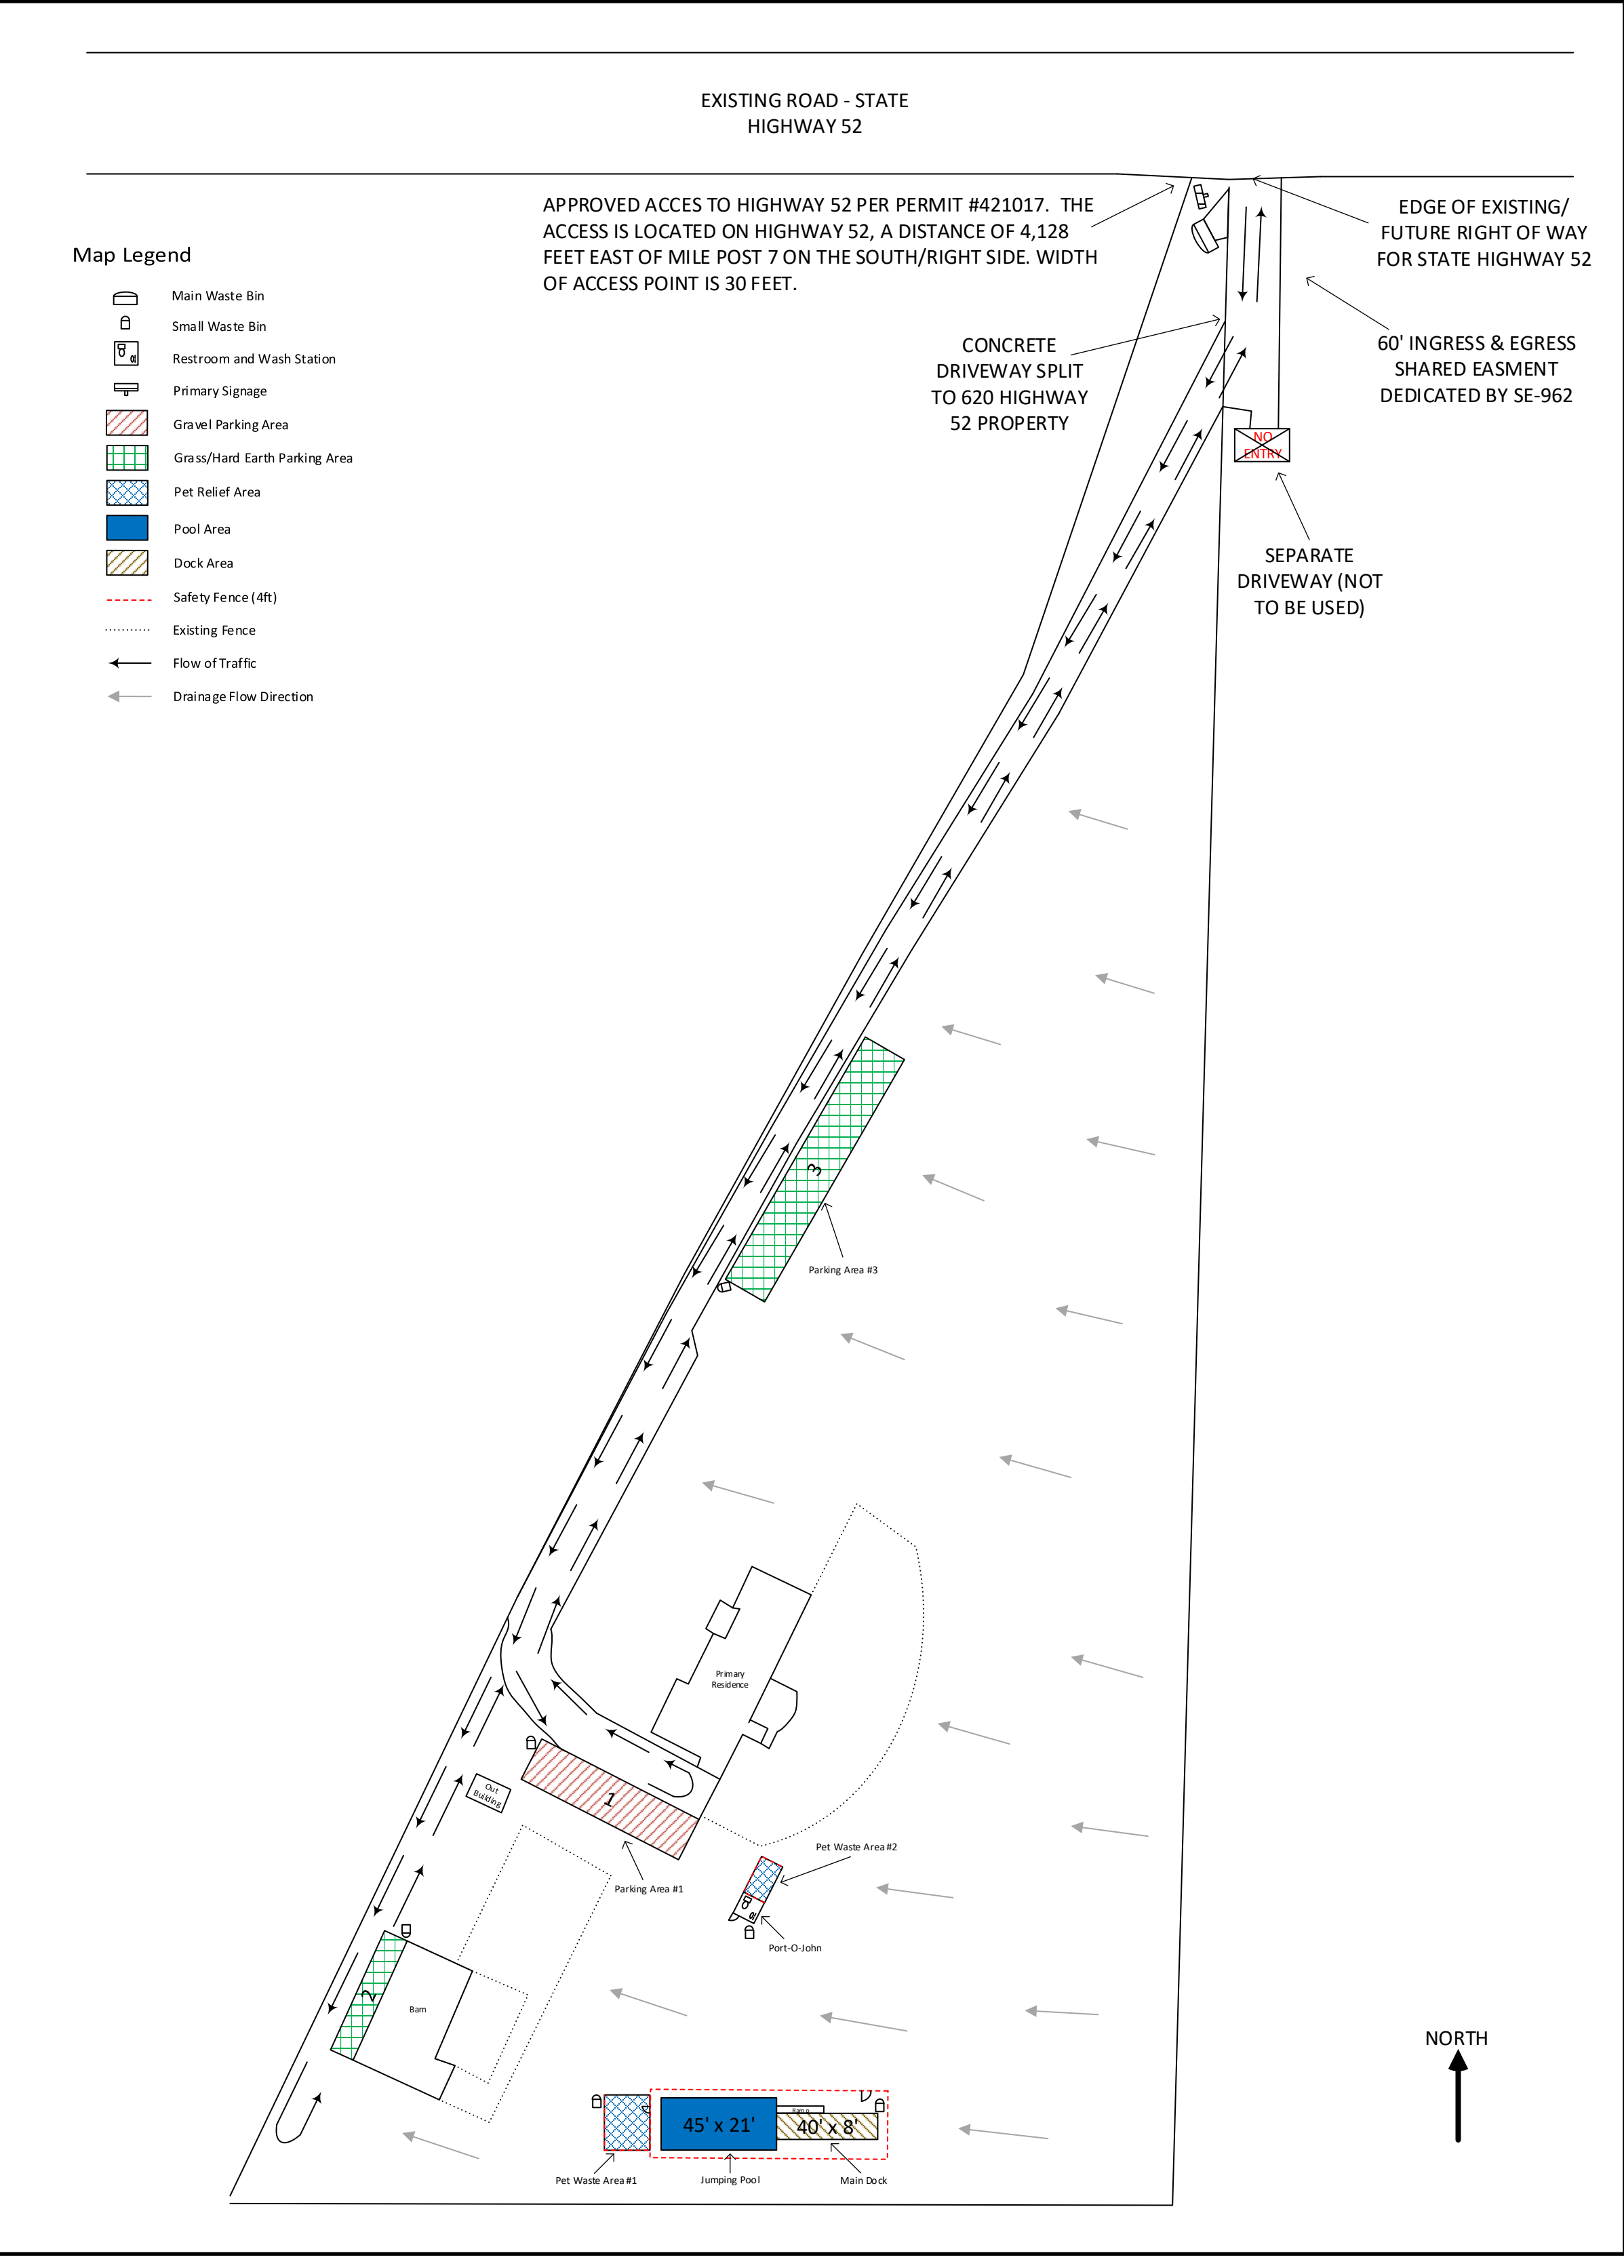 EXISTING ROAD - STATE
HIGHWAY 52
APPROVED ACCES TO HIGHWAY 52 PER PERMIT #421017. THE
ACCESS IS LOCATED ON HIGHWAY 52, A DISTANCE OF 4,128
FEET EAST OF MILE POST 7 ON THE SOUTH/RIGHT SIDE. WIDTH
OF ACCESS POINT IS 30 FEET.
EDGE OF EXISTING/
FUTURE RIGHT OF WAY
FOR STATE HIGHWAY 52
Map Legend
Main Waste Bin
Small Waste Bin
Restroom and Wash Station
Primary Signage
Gravel Parking Area
Grass/Hard Earth Parking Area
Pet Relief Area
Pool Area
Dock Area
Safety Fence (4ft)
Existing Fence
Flow of Traffic
Drainage Flow Direction
CONCRETE
DRIVEWAY SPLIT
TO 620 HIGHWAY
52 PROPERTY
60' INGRESS & EGRESS
SHARED EASMENT
DEDICATED BY SE-962
NO
ENTRY
SEPARATE
DRIVEWAY (NOT
TO BE USED)
3
Parking Area #3
Primary
Residence
Out
Building
1
Parking Area #1
Pet Waste Area #2
Port-O-John
2
Barn
NORTH
Ramp
45' x 21'
40' x 8'
Pet Waste Area #1
Jumping Pool
Main Dock